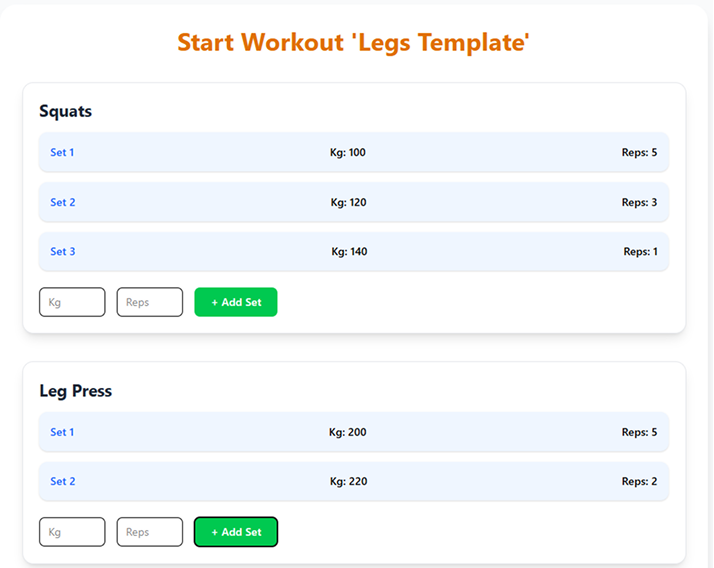 Start Workout 'Legs Template'
Squats
Set 1 Kg: 100 Reps: 5
Set 2 Kg: 120 Reps: 3
Set 3 Kg: 140 Reps: 1
Kg Reps + Add Set
Leg Press
Set 1 Kg: 200 Reps: 5
Set 2 Kg: 220 Reps: 2
Kg Reps + Add Set